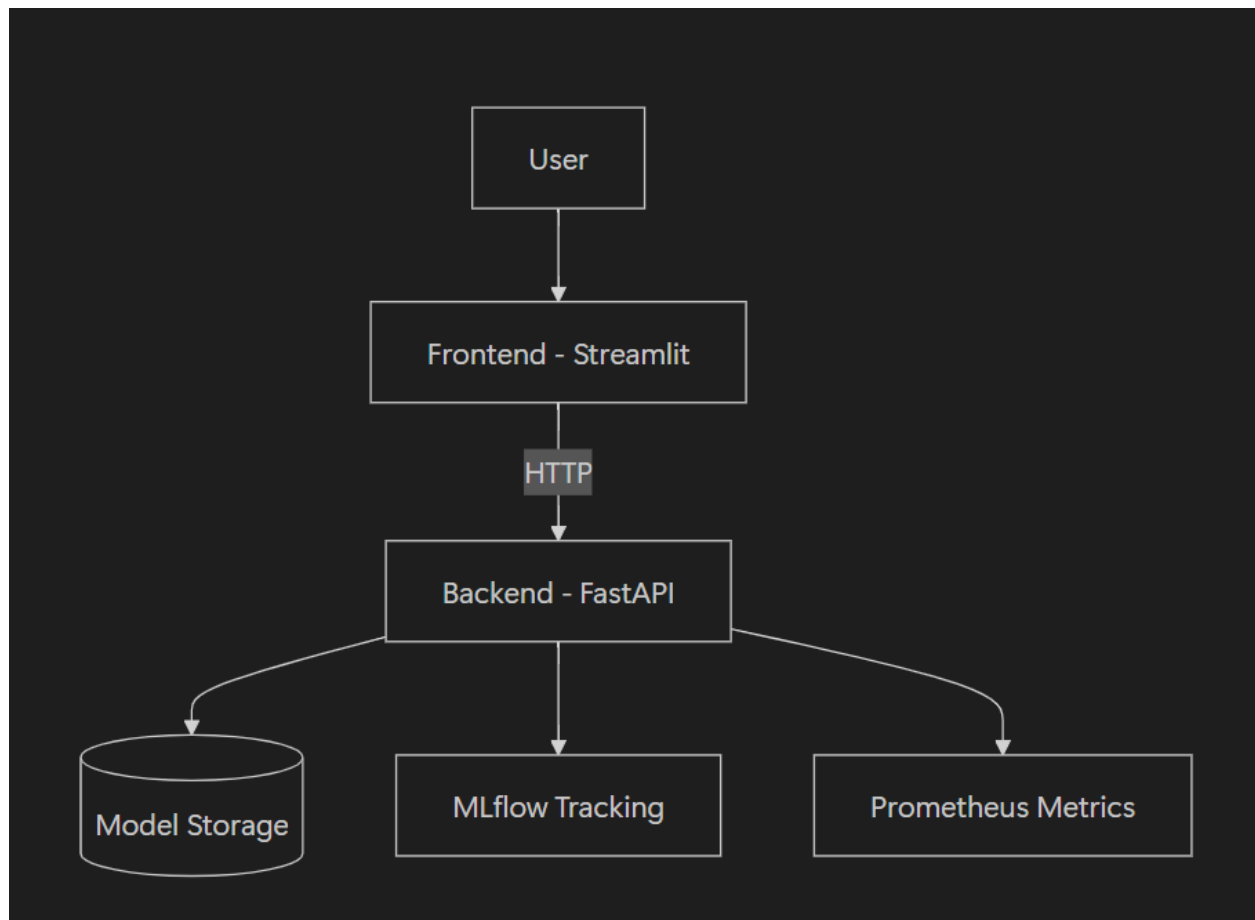 User
Frontend - Streamlit
HTTP
Backend - FastAPI
Model Storage
MLflow Tracking
Prometheus Metrics